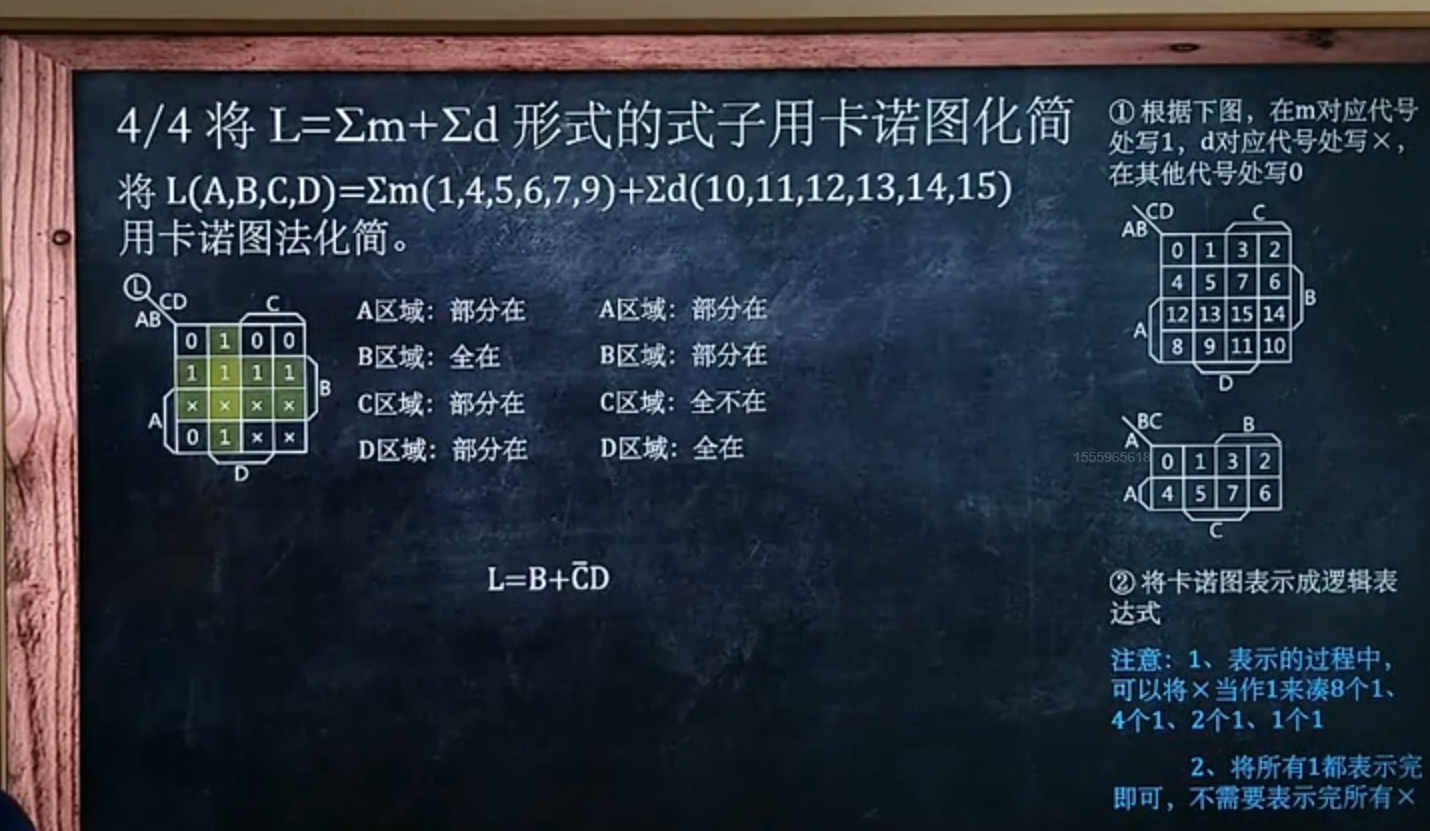 4/4 将 L=Σm+Σd 形式的式子用卡诺图化简
将 L(A,B,C,D)=Σm(1,4,5,6,7,9)+Σd(10,11,12,13,14,15)
用卡诺图法化简。
L
CD
AB
C
0 1 0 0
1 1 1 1
B
× × × ×
A
0 1 × ×
D
A区域：部分在
B区域：全在
C区域：部分在
D区域：部分在
A区域：部分在
B区域：部分在
C区域：全不在
D区域：全在
L=B+C̅D
① 根据下图，在m对应代号
处写1，d对应代号处写×，
在其他代号处写0
CD
AB
C
0 1 3 2
4 5 7 6
B
12 13 15 14
A
8 9 11 10
D
BC
A
B
0 1 3 2
A 4 5 7 6
C
1555965618
② 将卡诺图表示成逻辑表
达式
注意：1、表示的过程中，
可以将×当作1来凑8个1、
4个1、2个1、1个1
2、将所有1都表示完
即可，不需要表示完所有×